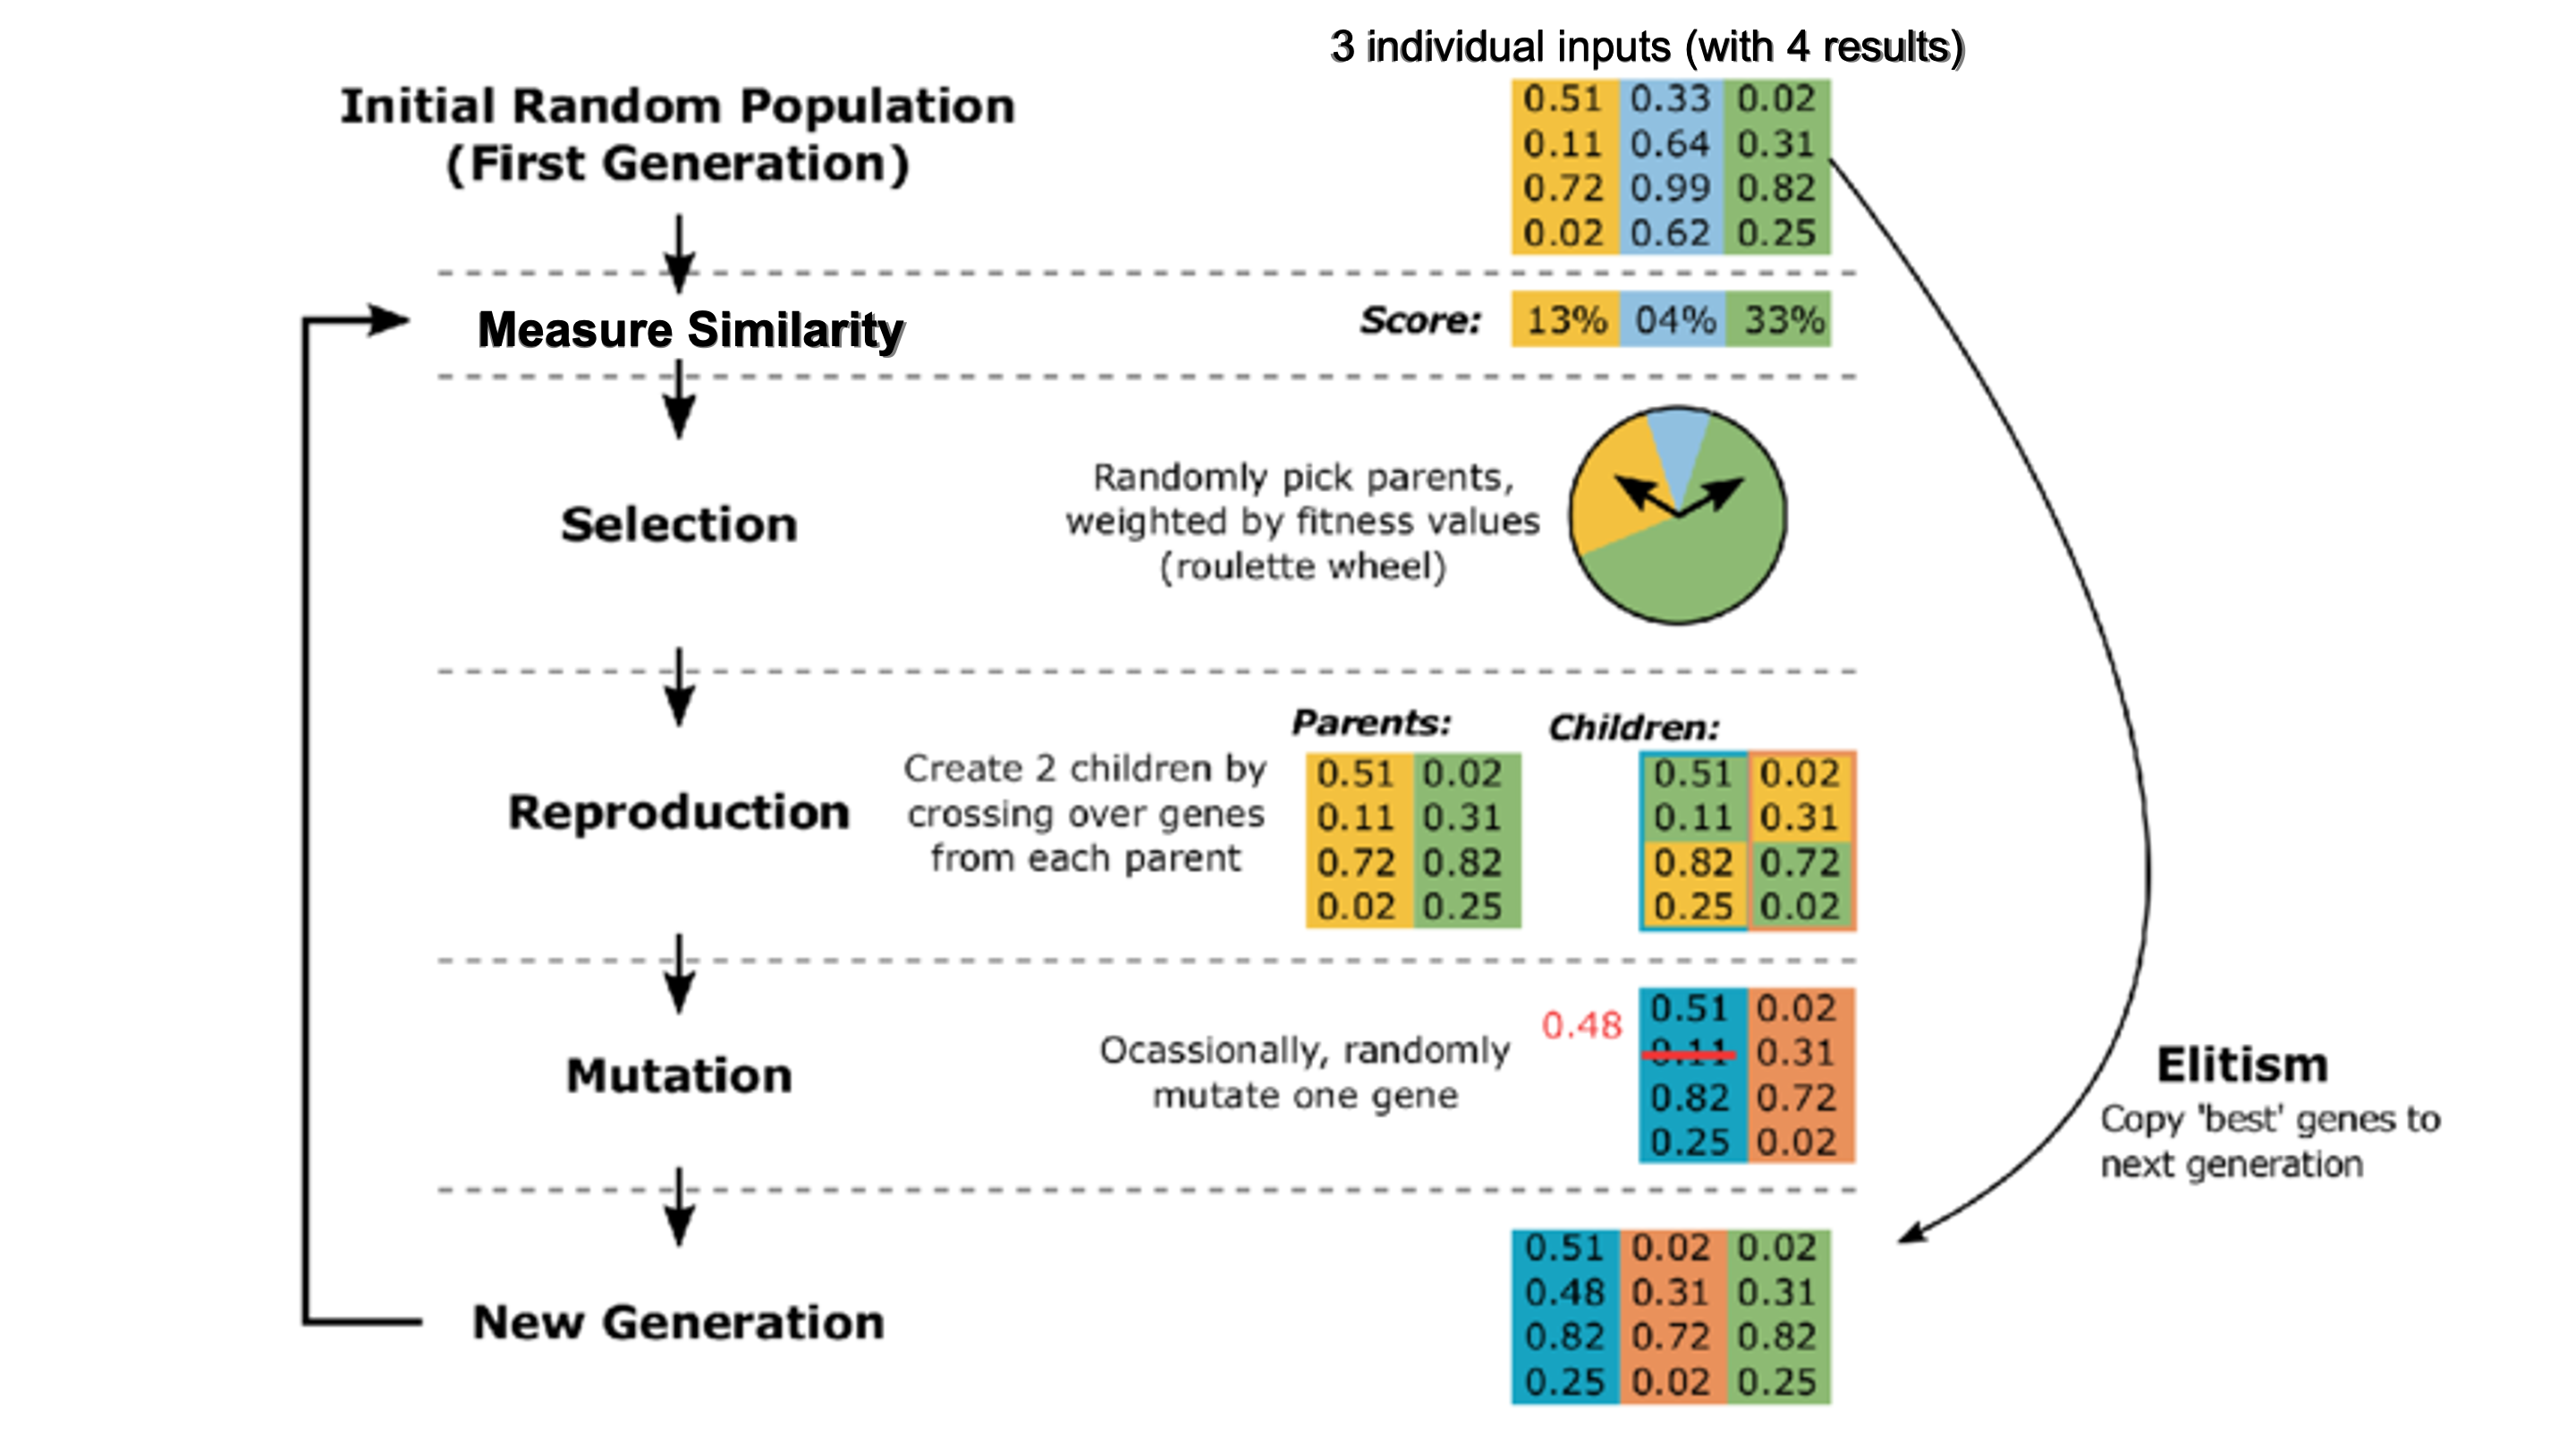 3 individual inputs (with 4 results)
Initial Random Population
(First Generation)
0.51 0.33 0.02
0.11 0.64 0.31
0.72 0.99 0.82
0.02 0.62 0.25
Measure Similarity
Score: 13% 04% 33%
Selection
Randomly pick parents,
weighted by fitness values
(roulette wheel)
Reproduction
Create 2 children by
crossing over genes
from each parent
Parents:
0.51 0.02
0.11 0.31
0.72 0.82
0.02 0.25
Children:
0.51 0.02
0.11 0.31
0.82 0.72
0.25 0.02
Mutation
Ocassionally, randomly
mutate one gene
0.48
0.51 0.02
0.11 0.31
0.82 0.72
0.25 0.02
Elitism
Copy 'best' genes to
next generation
New Generation
0.51 0.02 0.02
0.48 0.31 0.31
0.82 0.72 0.82
0.25 0.02 0.25